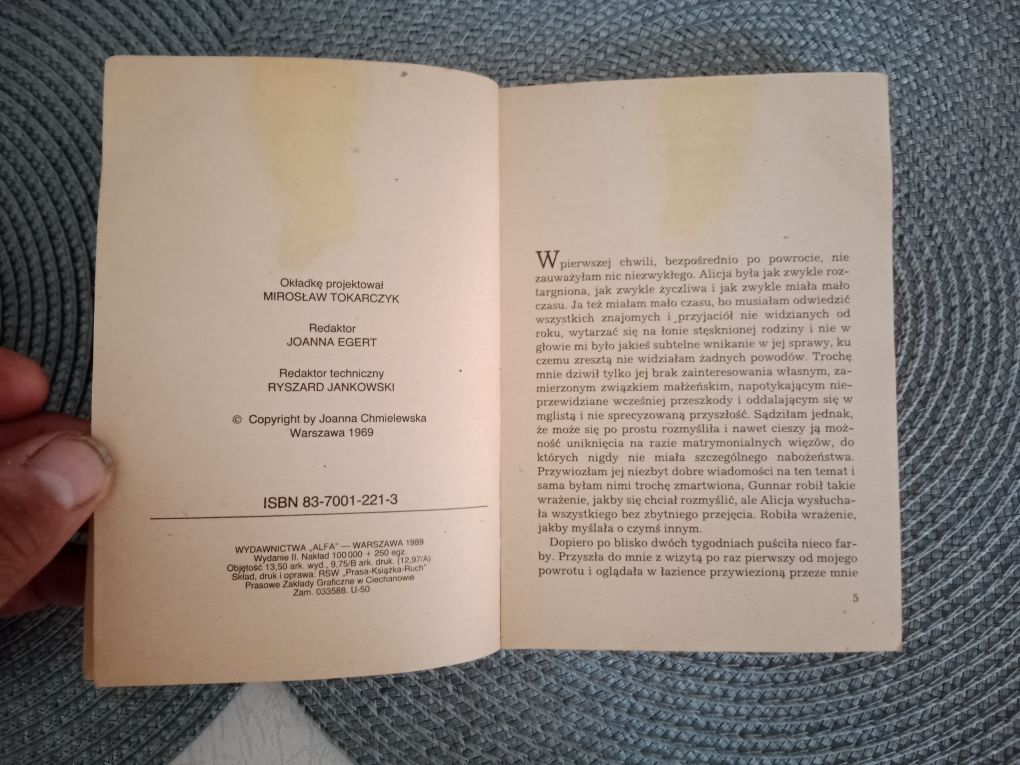 Okładkę projektował
MIROSŁAW TOKARCZYK
Redaktor
JOANNA EGERT
Redaktor techniczny
RYSZARD JANKOWSKI
© Copyright by Joanna Chmielewska
Warszawa 1969
ISBN 83-7001-221-3
WYDAWNICTWA „ALFA" — WARSZAWA 1989
Wydanie II. Nakład 100 000 + 250 egz.
Objętość 13,50 ark. wyd., 9,75/B ark. druk. (12,97/A)
Skład, druk i oprawa: RSW „Prasa-Książka-Ruch"
Prasowe Zakłady Graficzne w Ciechanowie
Zam. 033588. U-50
W pierwszej chwili, bezpośrednio po powrocie, nie
zauważyłam nic niezwykłego. Alicja była jak zwykle roz-
targniona, jak zwykle życzliwa i jak zwykle miała mało
czasu. Ja też miałam mało czasu, bo musiałam odwiedzić
wszystkich znajomych i przyjaciół nie widzianych od
roku, wytarzać się na łonie stęsknionej rodziny i nie w
głowie mi było jakieś subtelne wnikanie w jej sprawy, ku
czemu zresztą nie widziałam żadnych powodów. Trochę
mnie dziwił tylko jej brak zainteresowania własnym, za-
mierzonym związkiem małżeńskim, napotykającym nie-
przewidziane wcześniej przeszkody i oddalającym się w
mglistą i nie sprecyzowaną przyszłość. Sądziłam jednak,
że może się po prostu rozmyśliła i nawet cieszy ją moż-
ność uniknięcia na razie matrymonialnych więzów, do
których nigdy nie miała szczególnego nabożeństwa.
Przywiozłam jej niezbyt dobre wiadomości na ten temat i
sama byłam nimi trochę zmartwiona, Gunnar robił takie
wrażenie, jakby się chciał rozmyślić, ale Alicja wysłucha-
ła wszystkiego bez zbytniego przejęcia. Robiła wrażenie,
jakby myślała o czymś innym.
Dopiero po blisko dwóch tygodniach puściła nieco far-
by. Przyszła do mnie z wizytą po raz pierwszy od mojego
powrotu i oglądała w łazience przywiezioną przeze mnie
5